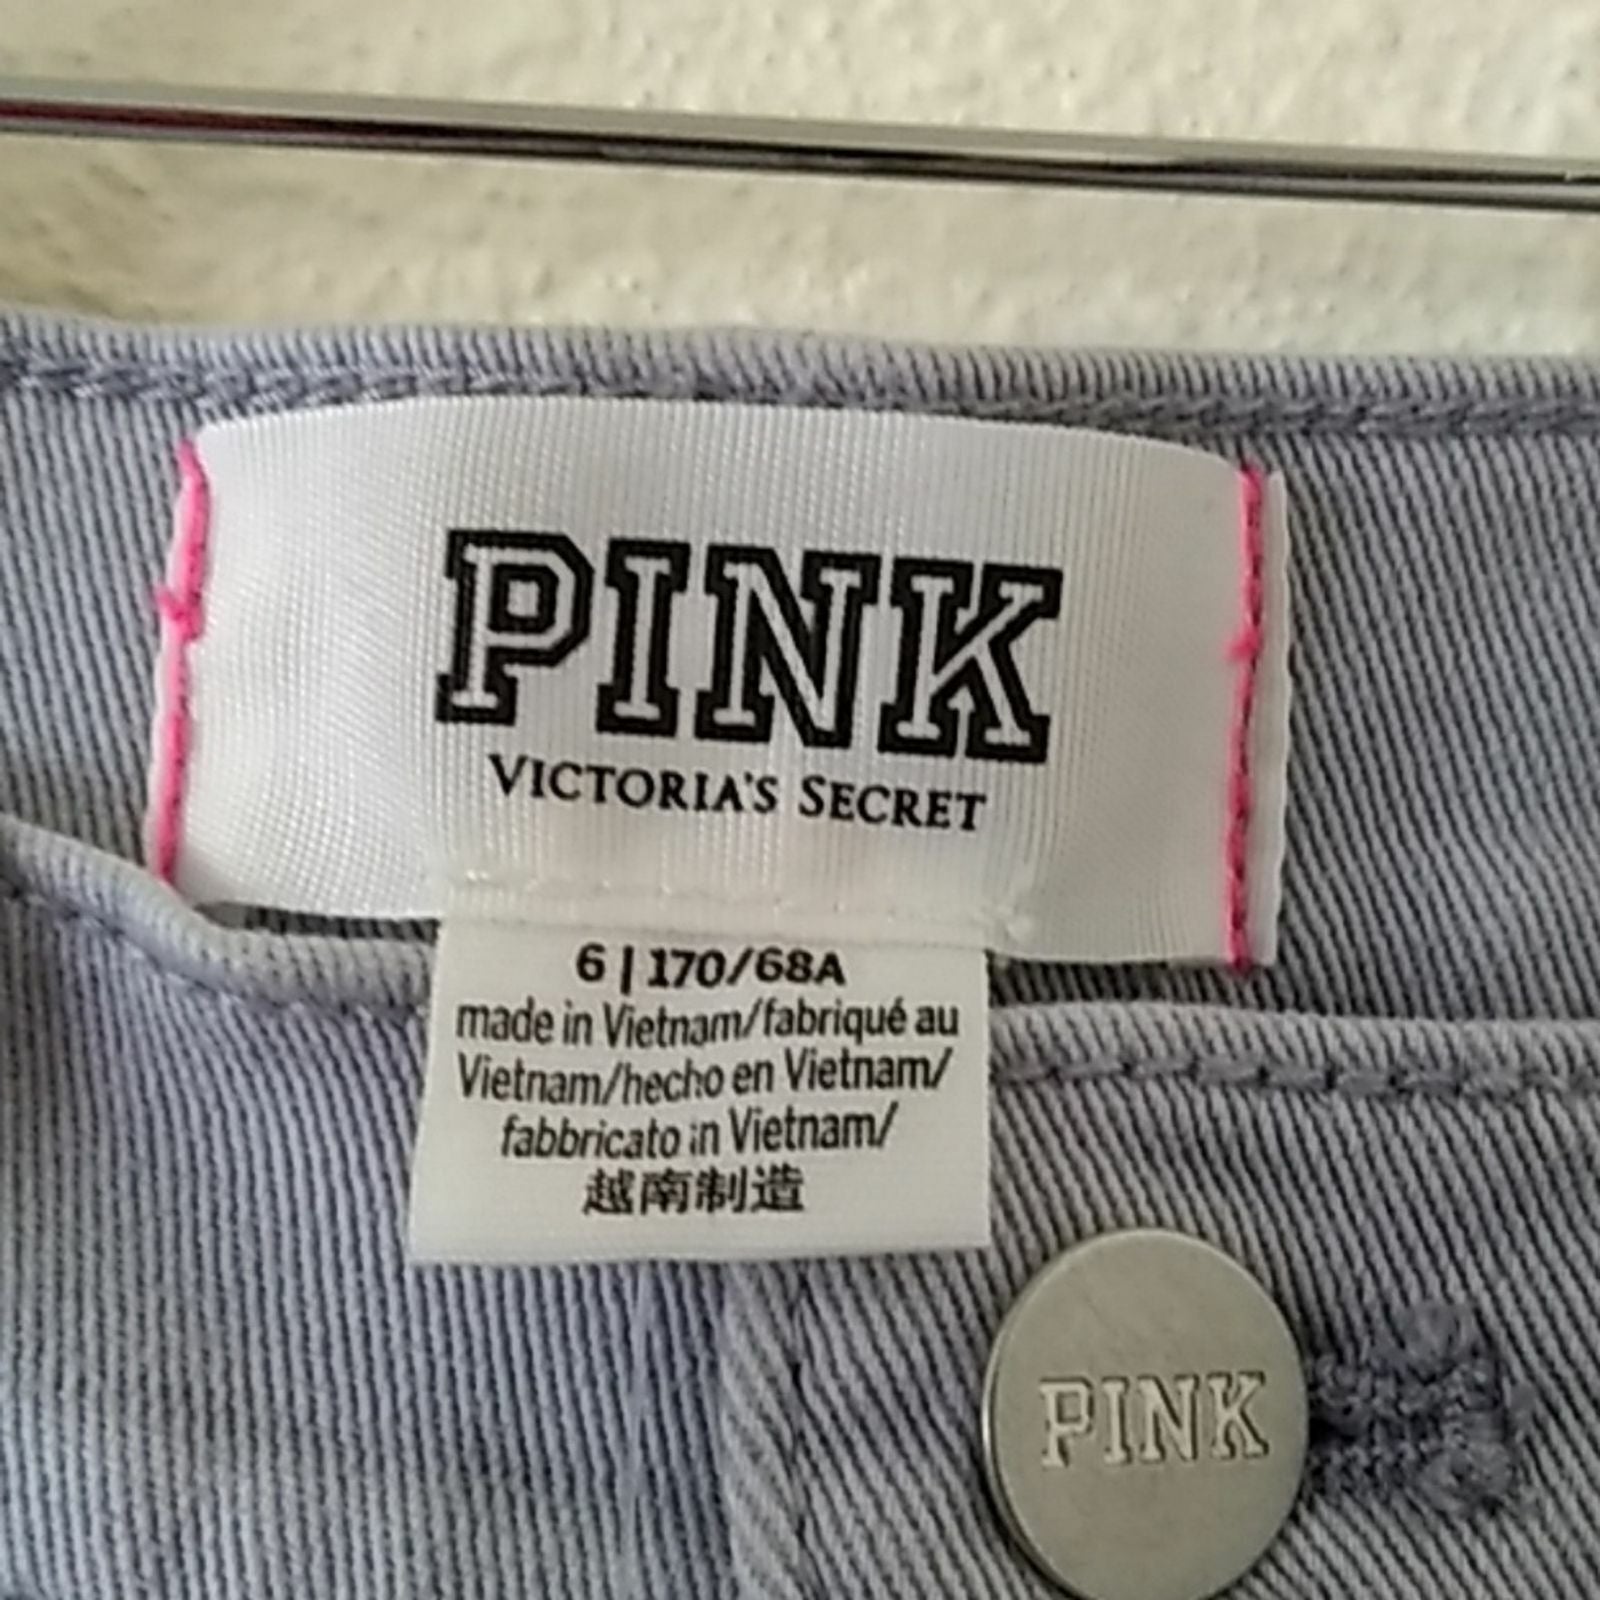 PINK
VICTORIA'S SECRET
6 | 170/68A
made in Vietnam/fabriqué au
Vietnam/hecho en Vietnam/
fabbricato in Vietnam/
越南制造
PINK